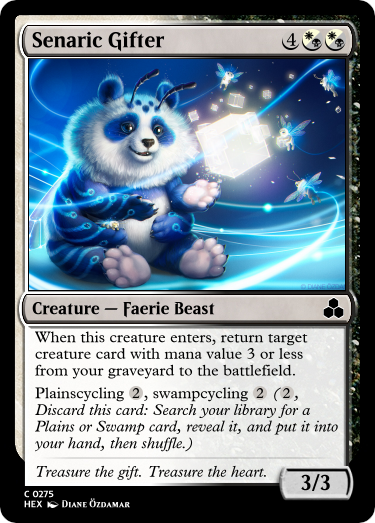 Senaric Gifter 4
Creature — Faerie Beast
When this creature enters, return target
creature card with mana value 3 or less
from your graveyard to the battlefield.
Plainscycling 2, swampcycling 2 (2,
Discard this card: Search your library for a
Plains or Swamp card, reveal it, and put it into
your hand, then shuffle.)
Treasure the gift. Treasure the heart.
3/3
C 0275
HEX Diane Özdamar